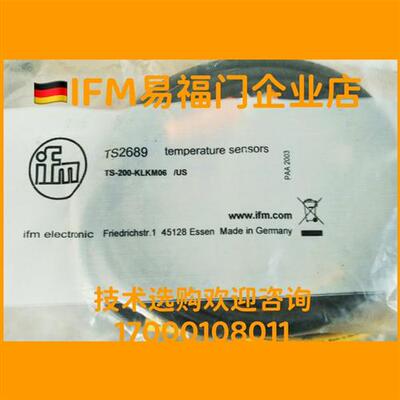 🇩🇪IFM易福门企业店
ifm
TS2689 temperature sensors
TS-200-KLKM06 /US
PAA 2003
www.ifm.com
ifm electronic Friedrichstr.1 45128 Essen Made in Germany
技术选购欢迎咨询
17090108011